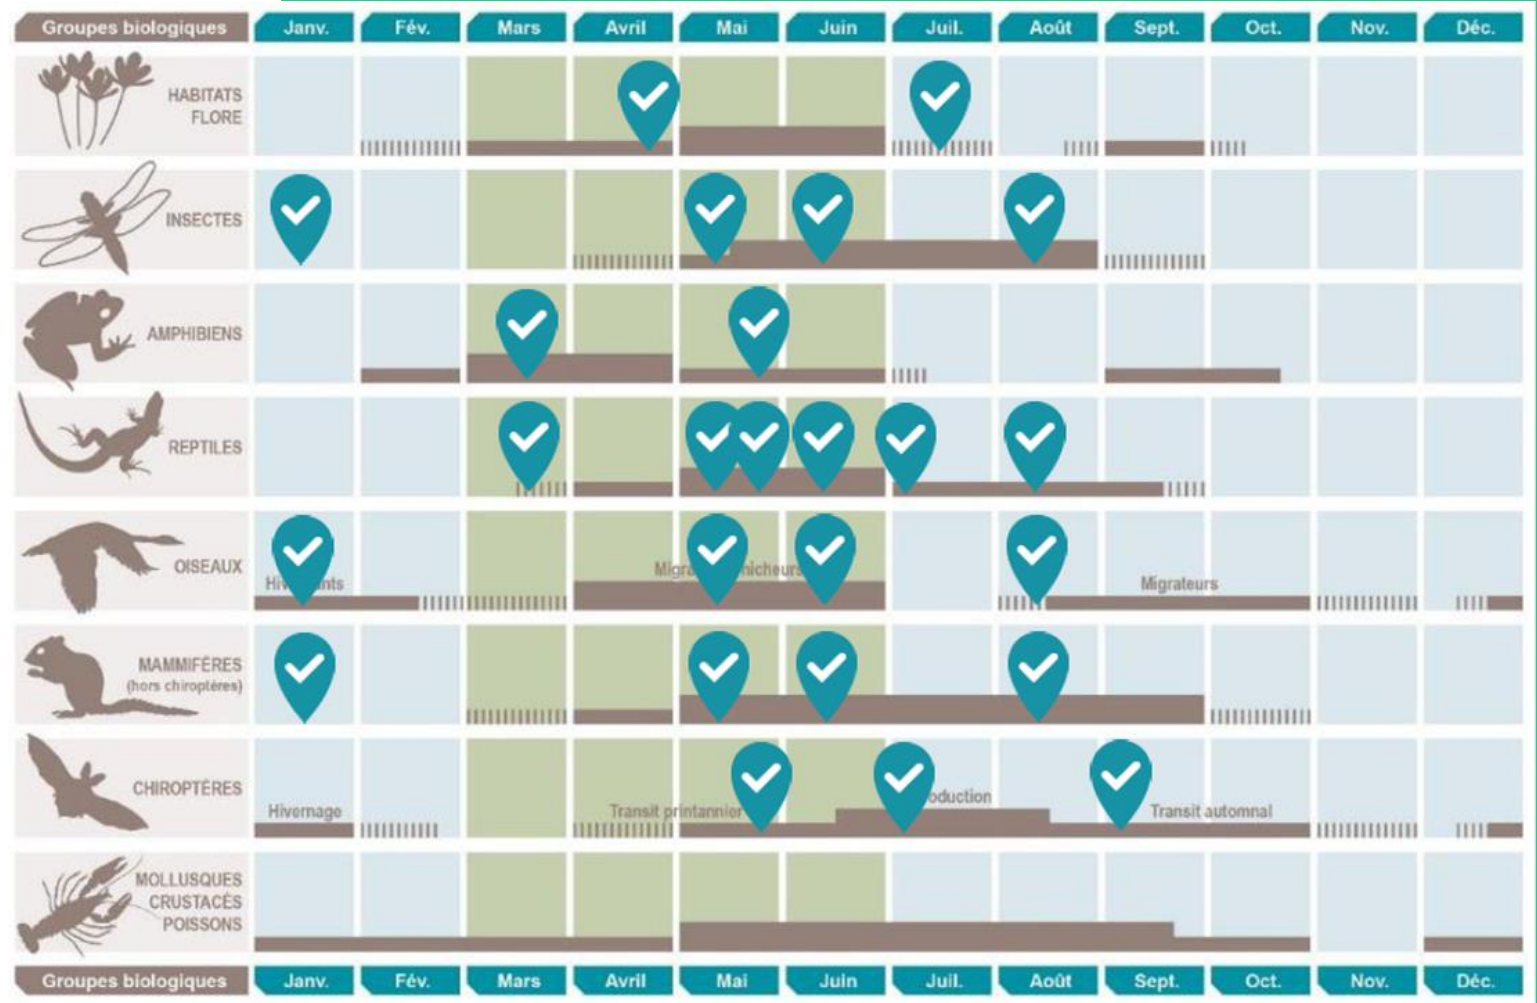 Groupes biologiques Janv. Fév. Mars Avril Mai Juin Juil. Août Sept. Oct. Nov. Déc.
HABITATS
FLORE
INSECTES
AMPHIBIENS
REPTILES
OISEAUX
Migrateurs
MAMMIFÈRES
(hors chiroptères)
CHIROPTÈRES
Hivernage Transit printannier Transit automnal
MOLLUSQUES
CRUSTACÉS
POISSONS
Groupes biologiques Janv. Fév. Mars Avril Mai Juin Juil. Août Sept. Oct. Nov. Déc.